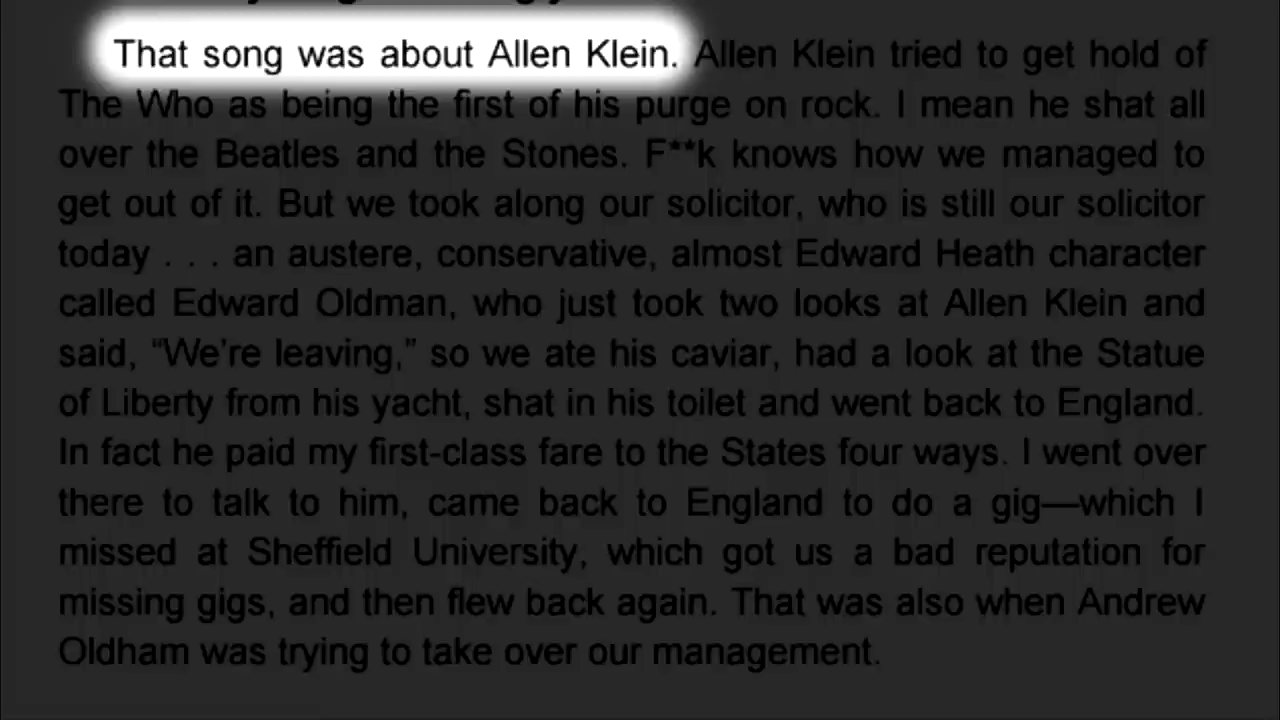 That song was about Allen Klein. Allen Klein tried to get hold of
The Who as being the first of his purge on rock. I mean he shat all
over the Beatles and the Stones. F**k knows how we managed to
get out of it. But we took along our solicitor, who is still our solicitor
today . . . an austere, conservative, almost Edward Heath character
called Edward Oldman, who just took two looks at Allen Klein and
said, “We’re leaving,” so we ate his caviar, had a look at the Statue
of Liberty from his yacht, shat in his toilet and went back to England.
In fact he paid my first-class fare to the States four ways. I went over
there to talk to him, came back to England to do a gig—which I
missed at Sheffield University, which got us a bad reputation for
missing gigs, and then flew back again. That was also when Andrew
Oldham was trying to take over our management.